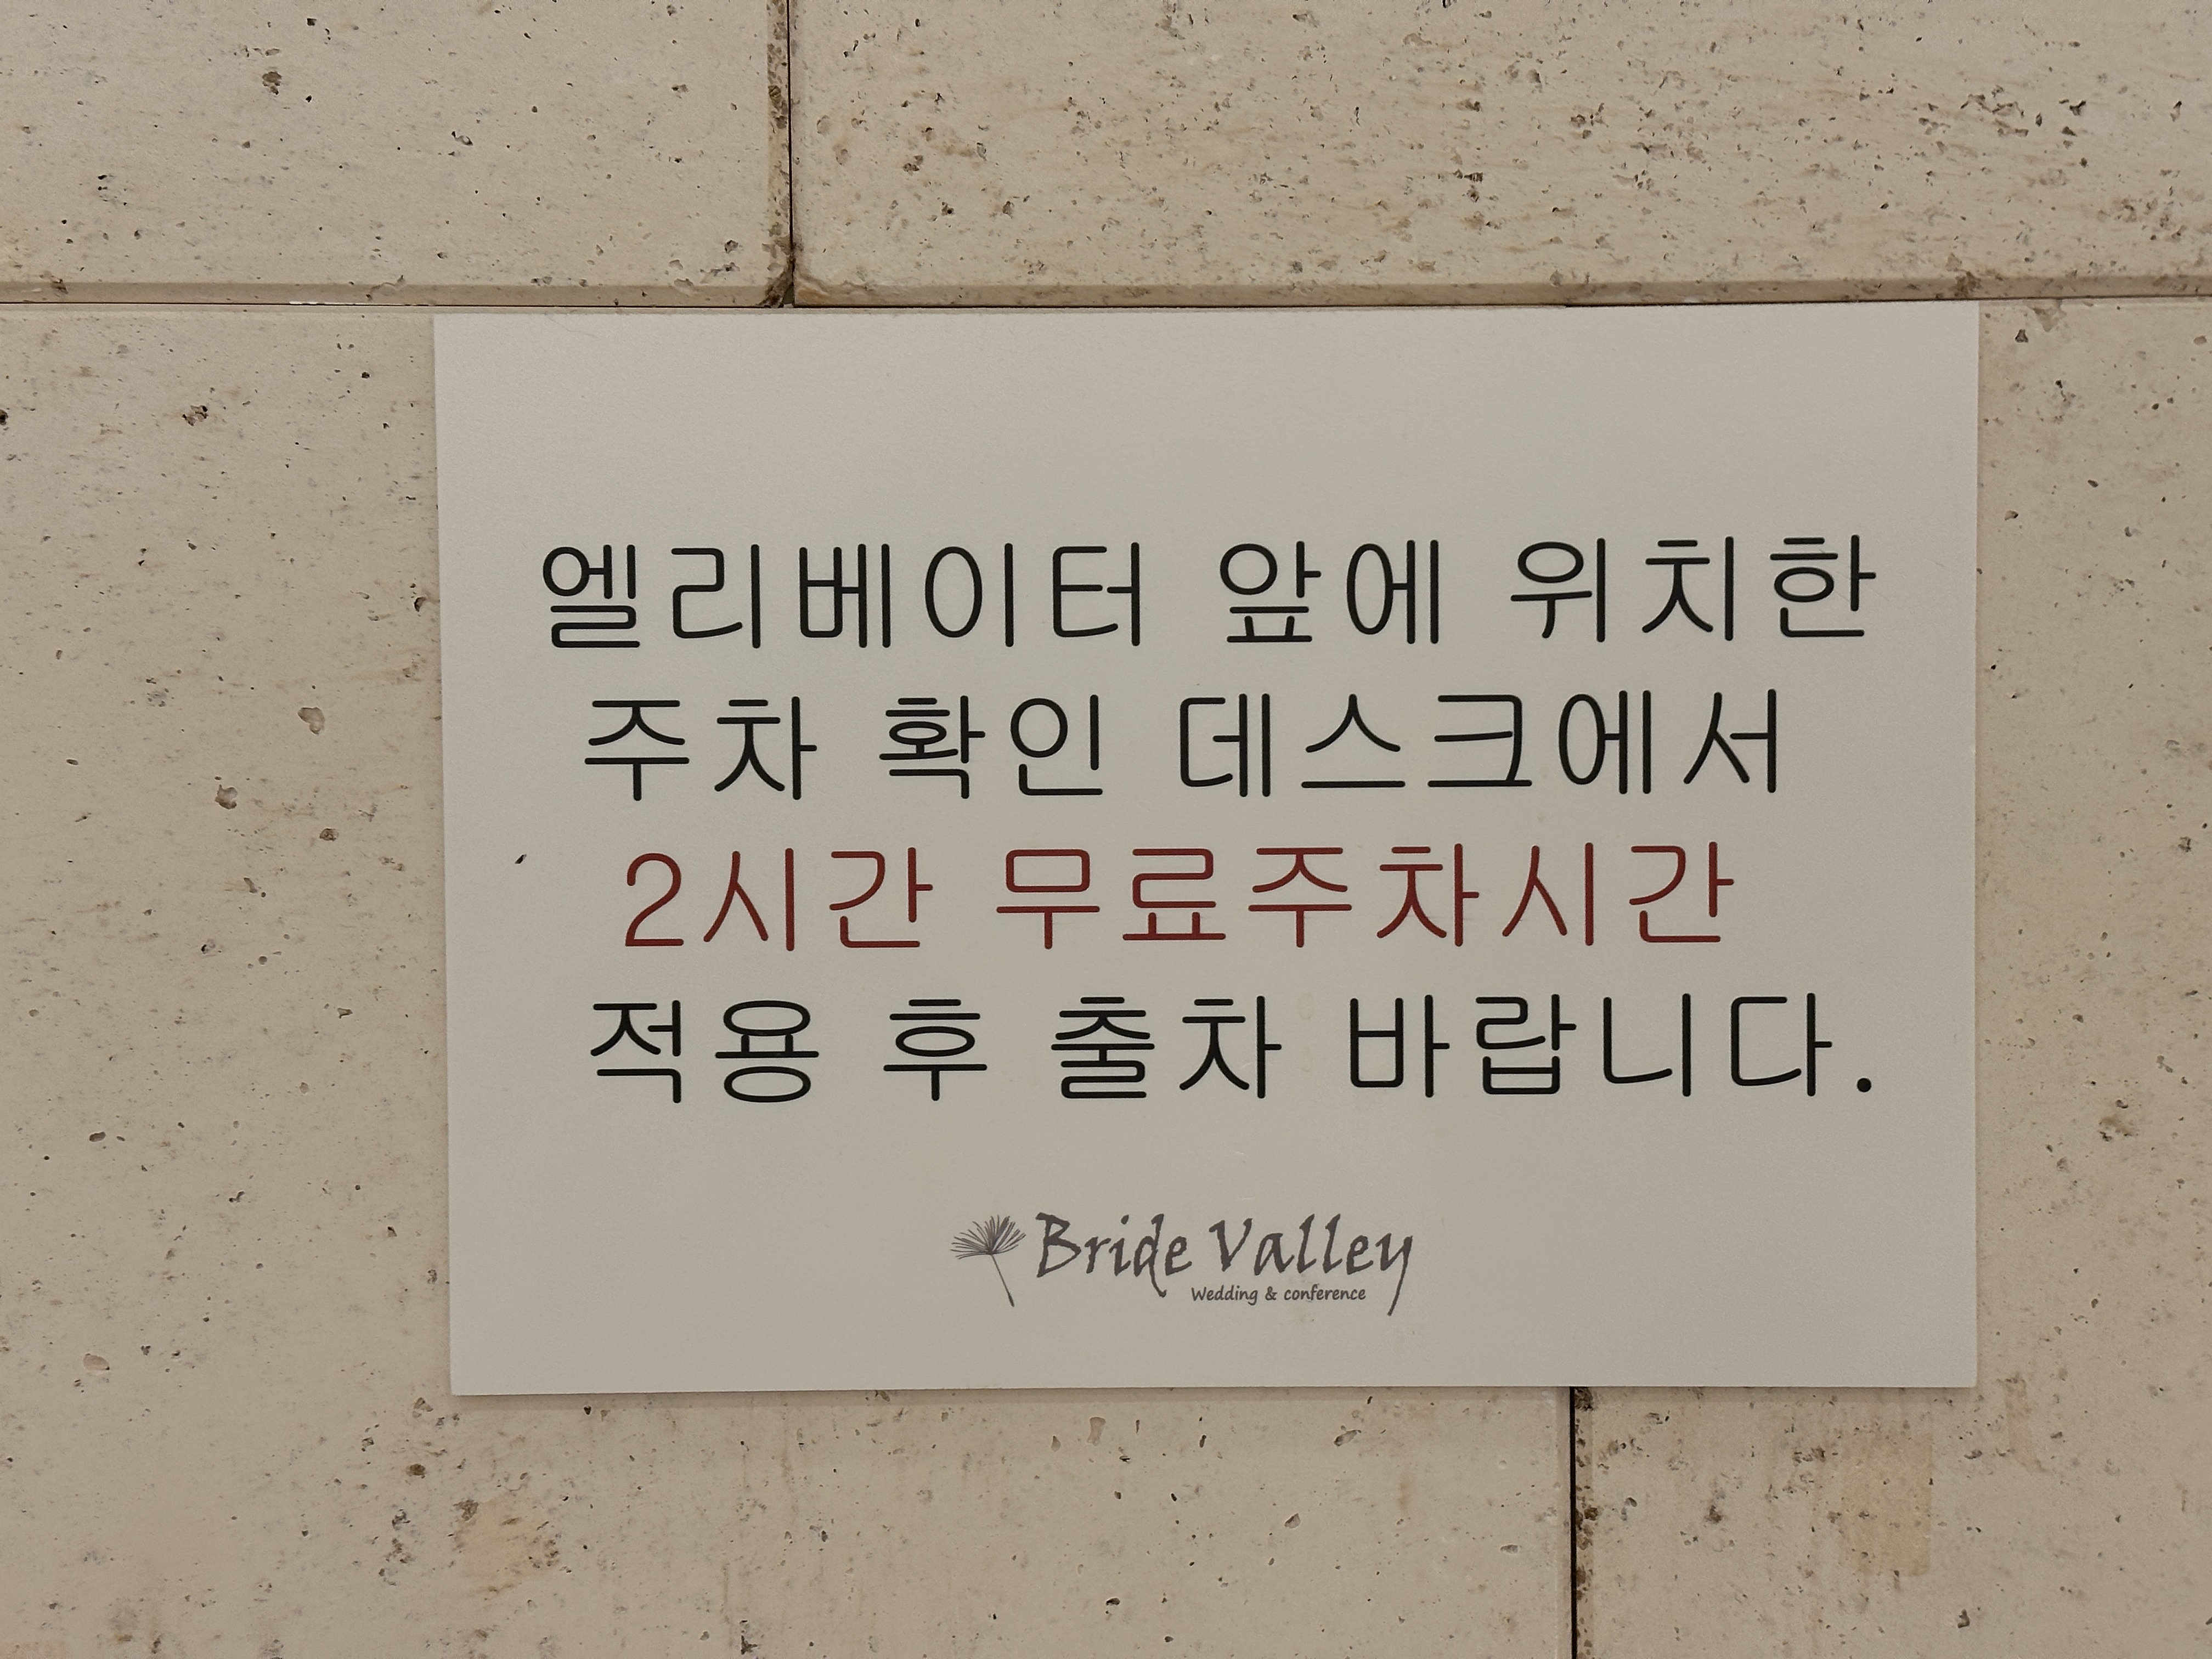 엘리베이터 앞에 위치한
주차 확인 데스크에서
2시간 무료주차시간
적용 후 출차 바랍니다.
Bride Valley
Wedding & conference